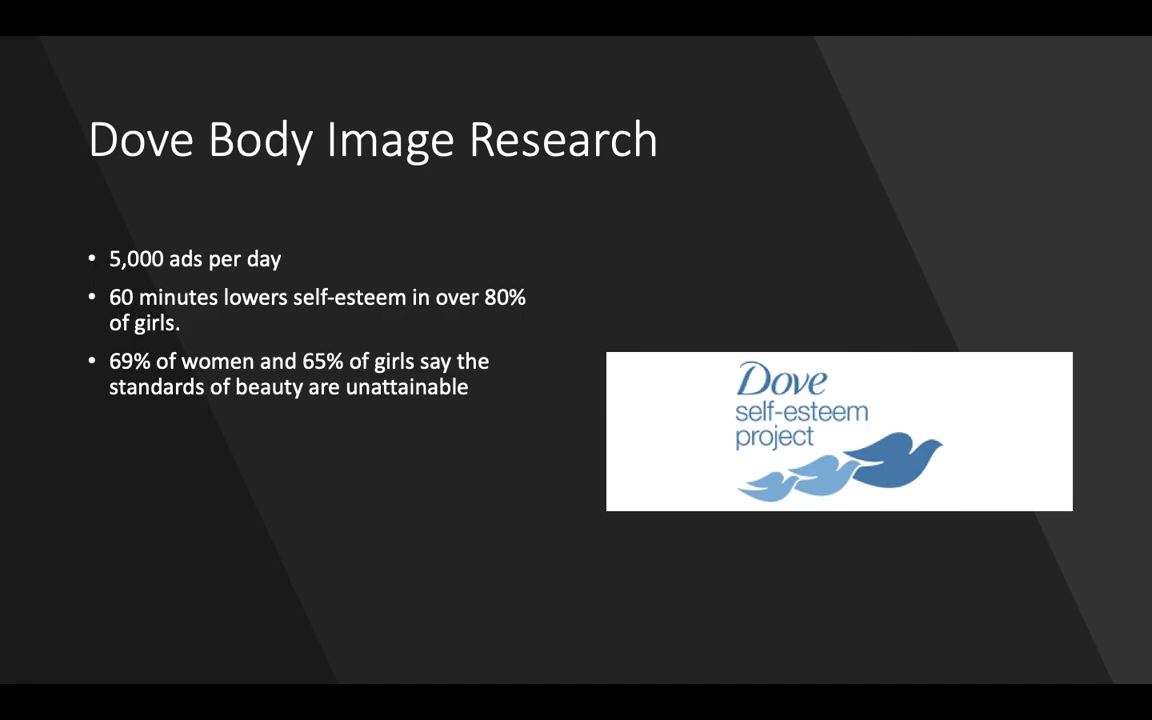 Dove Body Image Research
• 5,000 ads per day
• 60 minutes lowers self-esteem in over 80%
of girls.
• 69% of women and 65% of girls say the
standards of beauty are unattainable
Dove
self-esteem
project